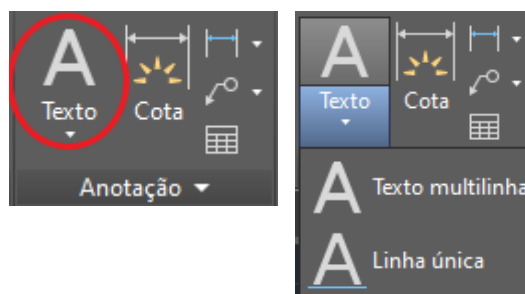 Texto
Cota
Anotação
Texto
Cota
Texto multilinha
Linha única